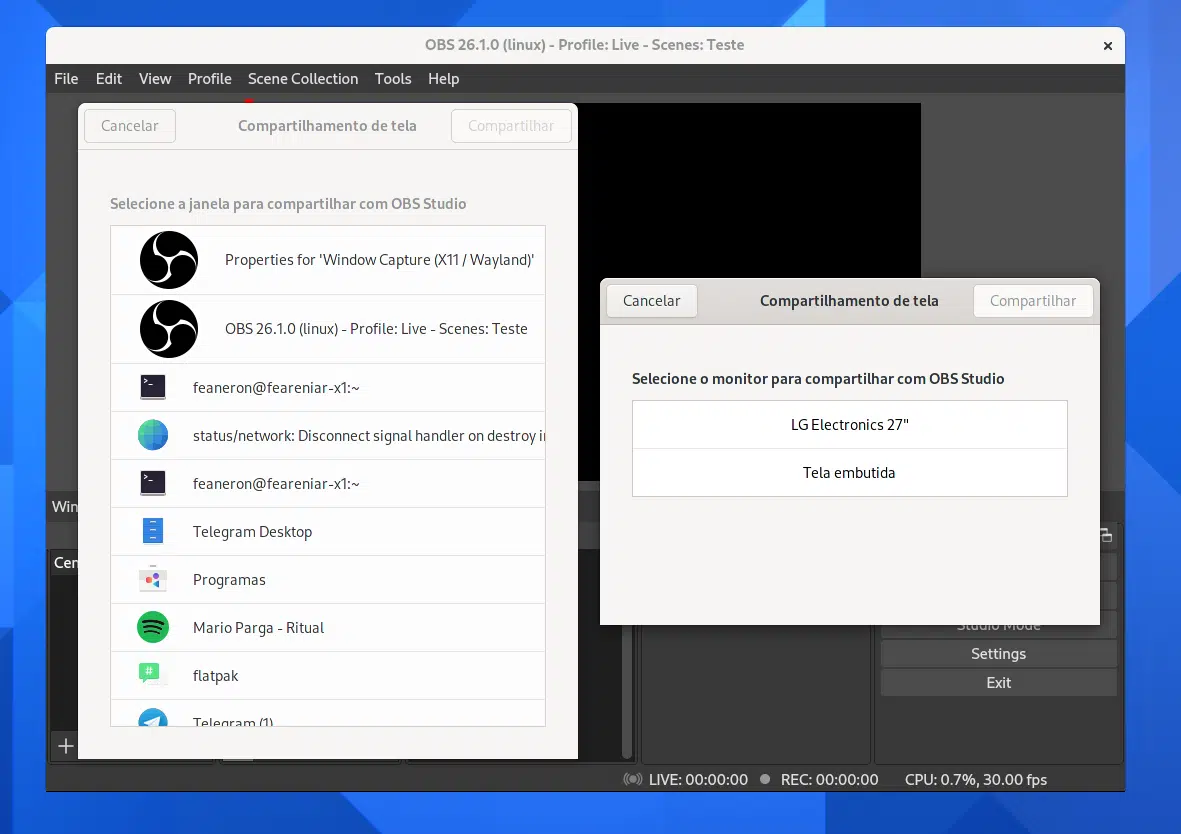 OBS 26.1.0 (linux) - Profile: Live - Scenes: Teste
File Edit View Profile Scene Collection Tools Help
Cancelar Compartilhamento de tela Compartilhar
Selecione a janela para compartilhar com OBS Studio
Properties for 'Window Capture (X11 / Wayland)'
OBS 26.1.0 (linux) - Profile: Live - Scenes: Teste
feaneron@feareniar-x1:~
status/network: Disconnect signal handler on destroy i
feaneron@feareniar-x1:~
Telegram Desktop
Programas
Mario Parga - Ritual
flatpak
Telegram (1)
Cancelar Compartilhamento de tela Compartilhar
Selecione o monitor para compartilhar com OBS Studio
LG Electronics 27"
Tela embutida
Win
Cen
Studio Mode
Settings
Exit
LIVE: 00:00:00 REC: 00:00:00 CPU: 0.7%, 30.00 fps